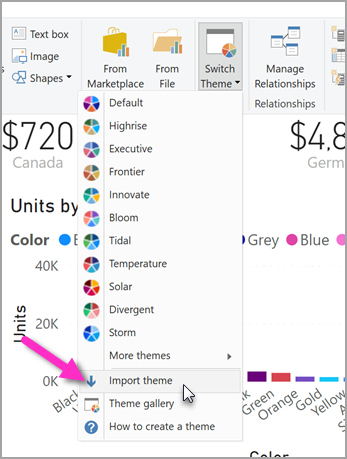 Text box
Image
Shapes
From
Marketplace
From
File
Switch
Theme
Manage
Relationships
Relationships
Default
Highrise
Executive
Frontier
Innovate
Bloom
Tidal
Temperature
Solar
Divergent
Storm
More themes
Import theme
Theme gallery
How to create a theme
$720
Canada
$4,8
Germ
Units by
Color
Grey
Blue
40K
20K
0K
Units
Green
Orange
Gold
Color